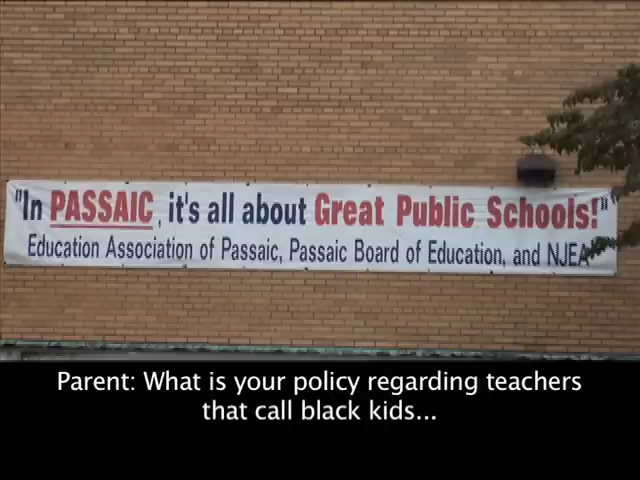 "In PASSAIC, it's all about Great Public Schools!"
Education Association of Passaic, Passaic Board of Education, and NJEA
Parent: What is your policy regarding teachers
that call black kids...